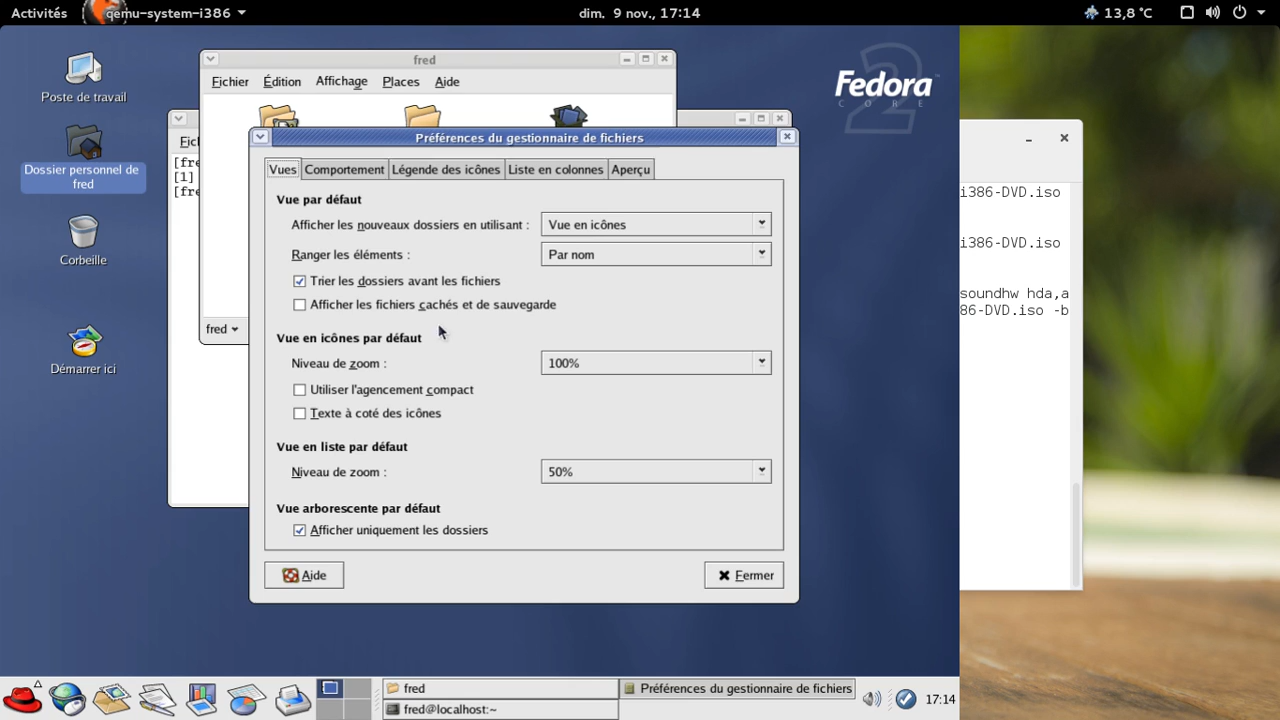 Activités
qemu-system-i386
dim. 9 nov., 17:14
13,8 °C
Poste de travail
Dossier personnel de
fred
Corbeille
Démarrer ici
fred
Fichier Édition Affichage Places Aide
[1]
fred
Préférences du gestionnaire de fichiers
Vues Comportement Légende des icônes Liste en colonnes Aperçu
Vue par défaut
Afficher les nouveaux dossiers en utilisant : Vue en icônes
Ranger les éléments : Par nom
Trier les dossiers avant les fichiers
Afficher les fichiers cachés et de sauvegarde
Vue en icônes par défaut
Niveau de zoom : 100%
Utiliser l'agencement compact
Texte à coté des icônes
Vue en liste par défaut
Niveau de zoom : 50%
Vue arborescente par défaut
Afficher uniquement les dossiers
Aide
Fermer
Fedora
CORE
2
i386-DVD.iso
i386-DVD.iso
soundhw hda,a
86-DVD.iso -b
fred
fred@localhost:~
Préférences du gestionnaire de fichiers
17:14